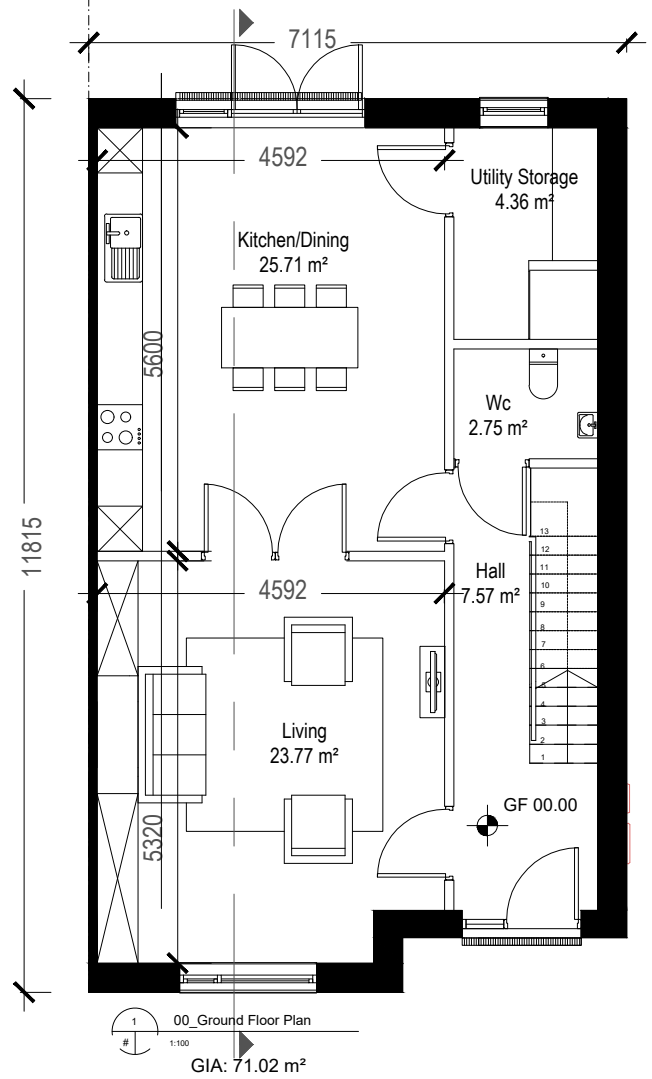 7115
4592
Utility Storage
4.36 m²
Kitchen/Dining
25.71 m²
5600
Wc
2.75 m²
11815
13
12
11
10
9
8
7
6
5
4
3
2
1
Hall
7.57 m²
4592
Living
23.77 m²
GF 00.00
5320
1
00_Ground Floor Plan
#
1:100
GIA: 71.02 m²